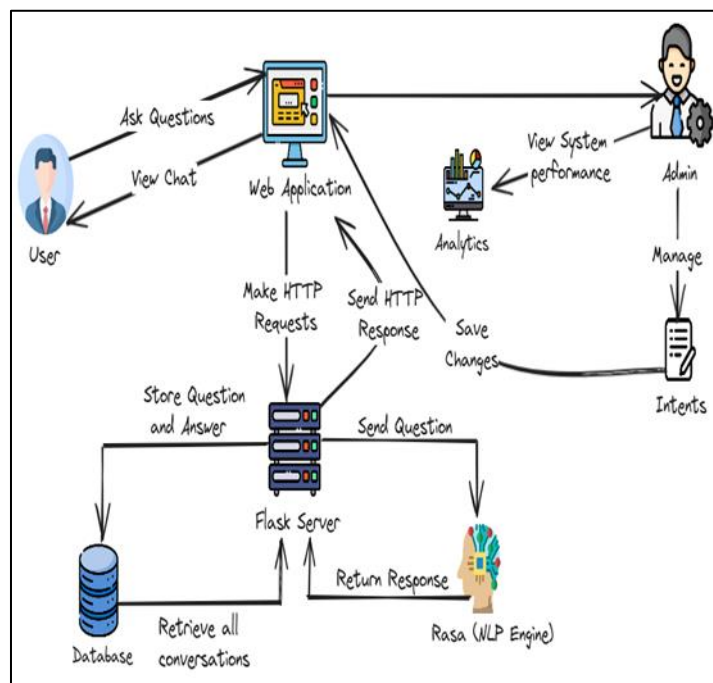 Ask Questions
View Chat
User
Web Application
View System
performance
Admin
Analytics
Manage
Make HTTP
Requests
Send HTTP
Response
Save
Changes
Intents
Store Question
and Answer
Send Question
Flask Server
Return Response
Rasa (NLP Engine)
Database
Retrieve all
conversations